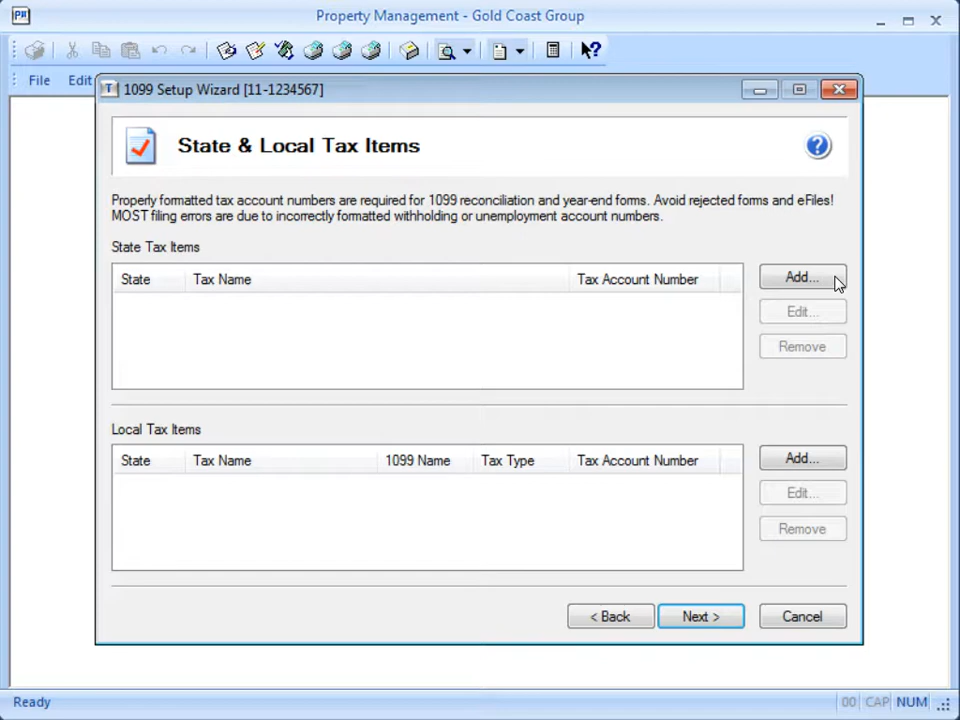 Property Management - Gold Coast Group
File Edit
1099 Setup Wizard [11-1234567]
State & Local Tax Items
Properly formatted tax account numbers are required for 1099 reconciliation and year-end forms. Avoid rejected forms and eFiles!
MOST filing errors are due to incorrectly formatted withholding or unemployment account numbers.
State Tax Items
State Tax Name Tax Account Number
Add...
Edit...
Remove
Local Tax Items
State Tax Name 1099 Name Tax Type Tax Account Number
Add...
Edit...
Remove
< Back Next > Cancel
Ready 00 CAP NUM